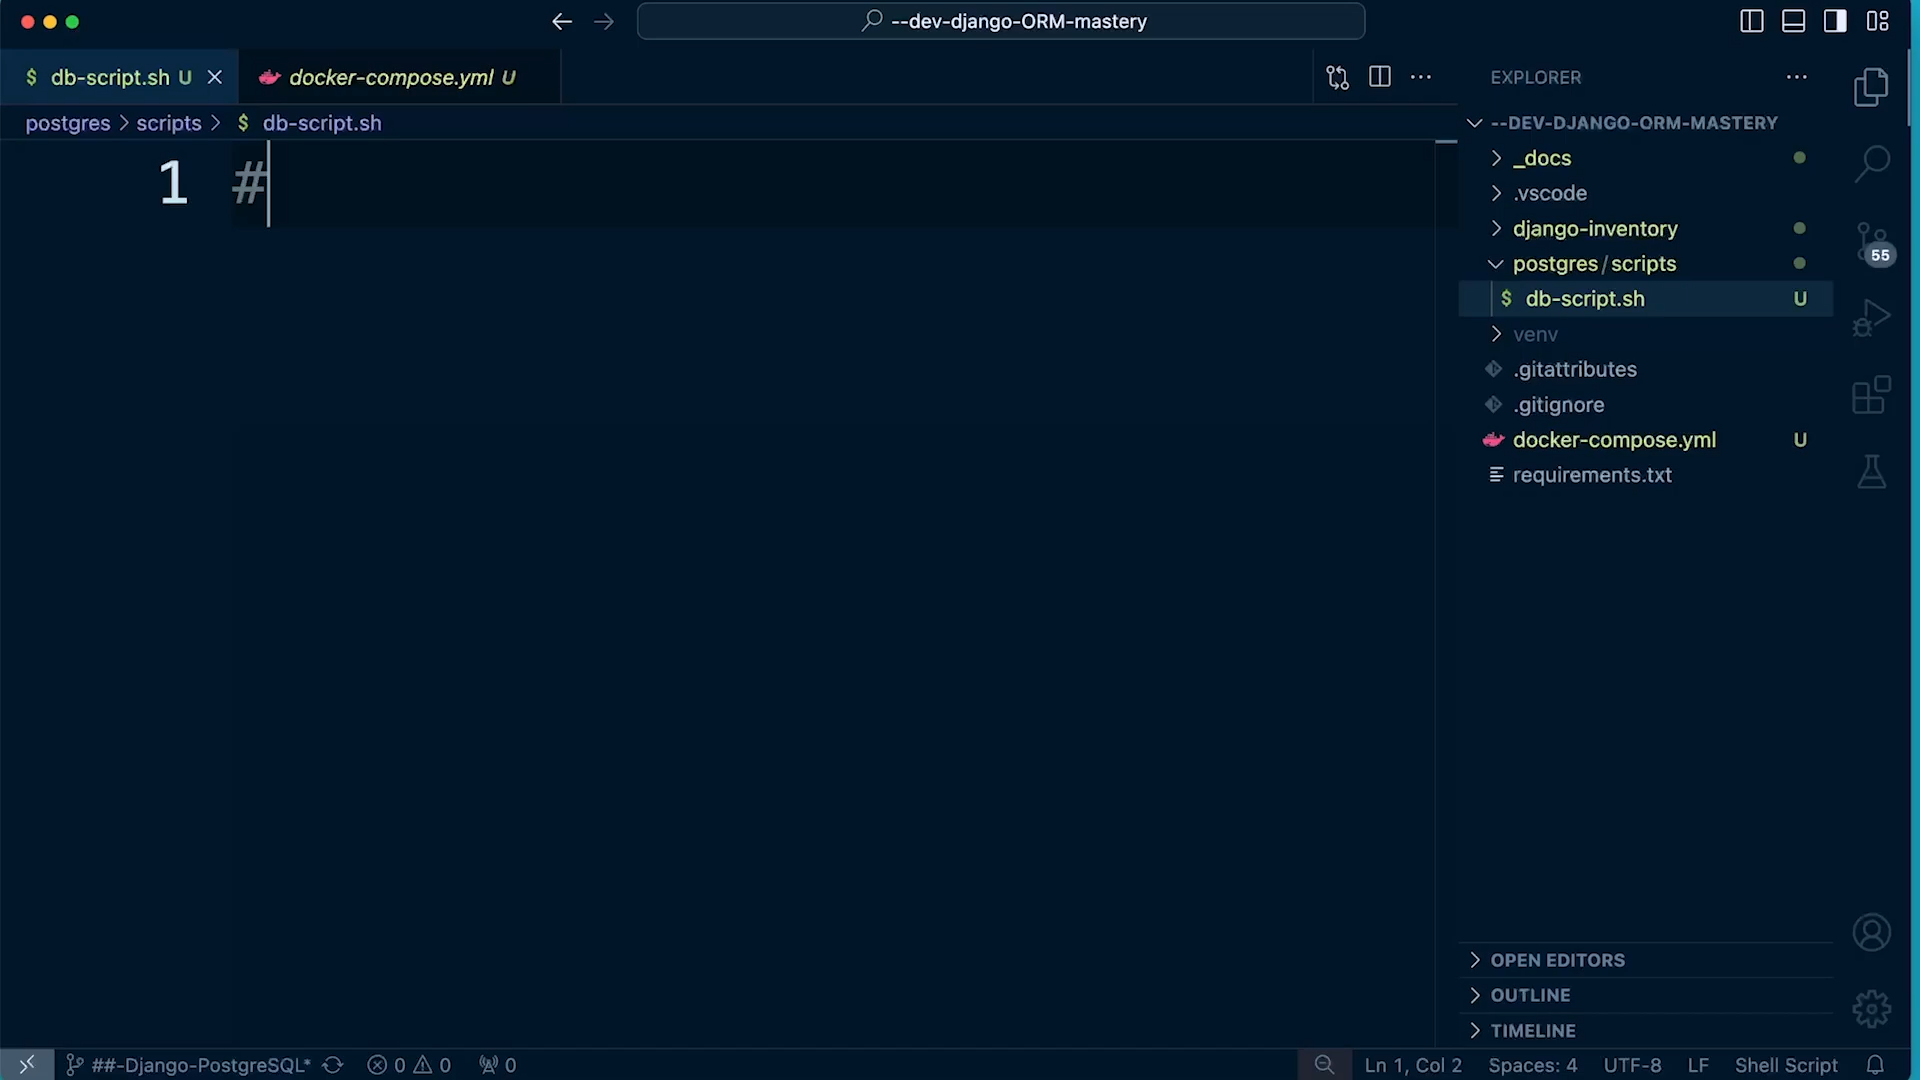 --dev-django-ORM-mastery
$ db-script.sh U
docker-compose.yml U
postgres > scripts > $ db-script.sh
1 #
EXPLORER
--DEV-DJANGO-ORM-MASTERY
_docs
.vscode
django-inventory
postgres/scripts
$ db-script.sh U
venv
.gitattributes
.gitignore
docker-compose.yml U
requirements.txt
55
OPEN EDITORS
OUTLINE
TIMELINE
##-Django-PostgreSQL* 0 0 0 Ln 1, Col 2 Spaces: 4 UTF-8 LF Shell Script